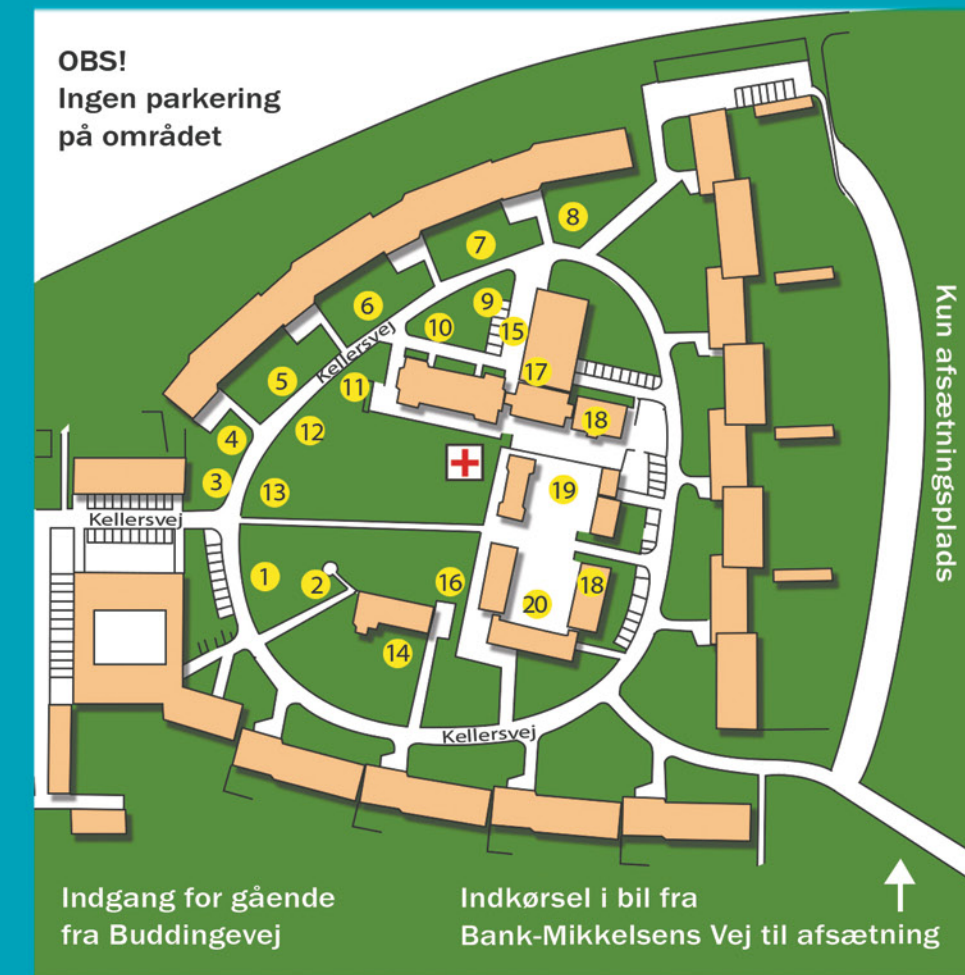 OBS!
Ingen parkering
på området
8
7
6
9
10
15
Kellersvej
5
11
17
12
18
4
3
13
19
Kellersvej
1
2
16
18
20
14
Kellersvej
Kun afsætningsplads
Indgang for gående
fra Buddingevej
Indkørsel i bil fra
Bank-Mikkelsens Vej til afsætning